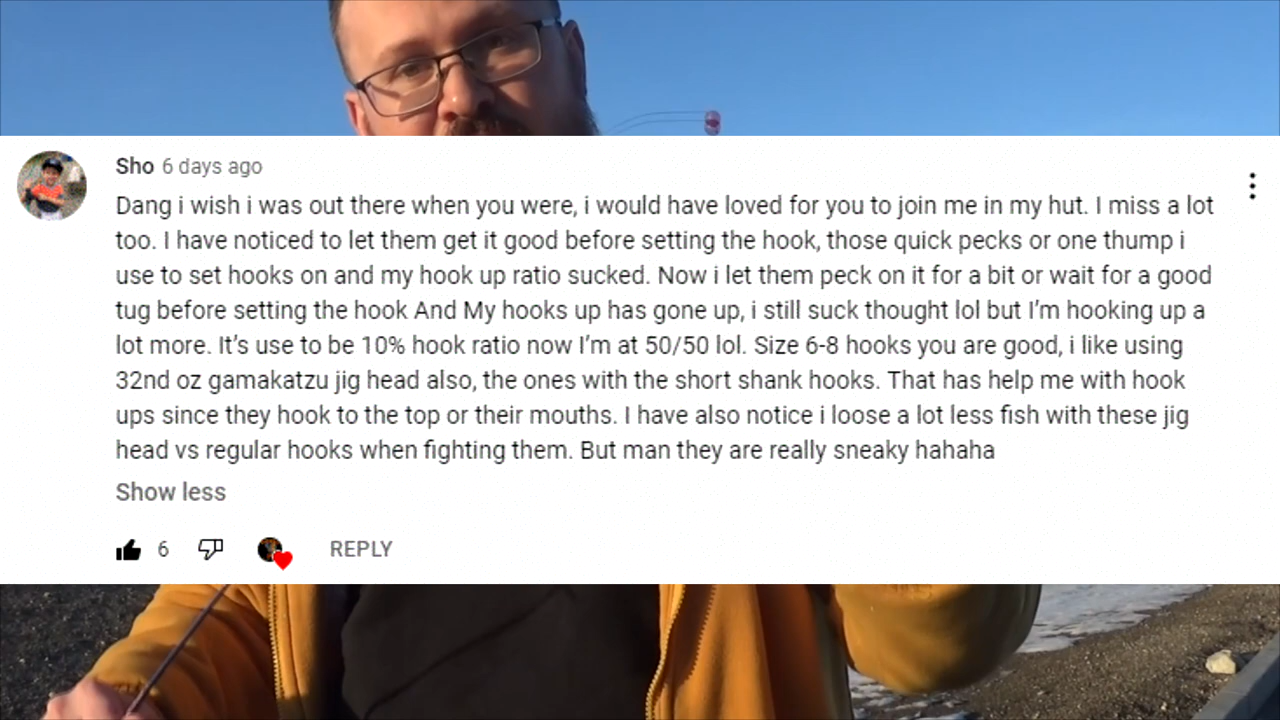 Sho 6 days ago
Dang i wish i was out there when you were, i would have loved for you to join me in my hut. I miss a lot
too. I have noticed to let them get it good before setting the hook, those quick pecks or one thump i
use to set hooks on and my hook up ratio sucked. Now i let them peck on it for a bit or wait for a good
tug before setting the hook And My hooks up has gone up, i still suck thought lol but I’m hooking up a
lot more. It’s use to be 10% hook ratio now I’m at 50/50 lol. Size 6-8 hooks you are good, i like using
32nd oz gamakatzu jig head also, the ones with the short shank hooks. That has help me with hook
ups since they hook to the top or their mouths. I have also notice i loose a lot less fish with these jig
head vs regular hooks when fighting them. But man they are really sneaky hahaha
Show less
6 REPLY